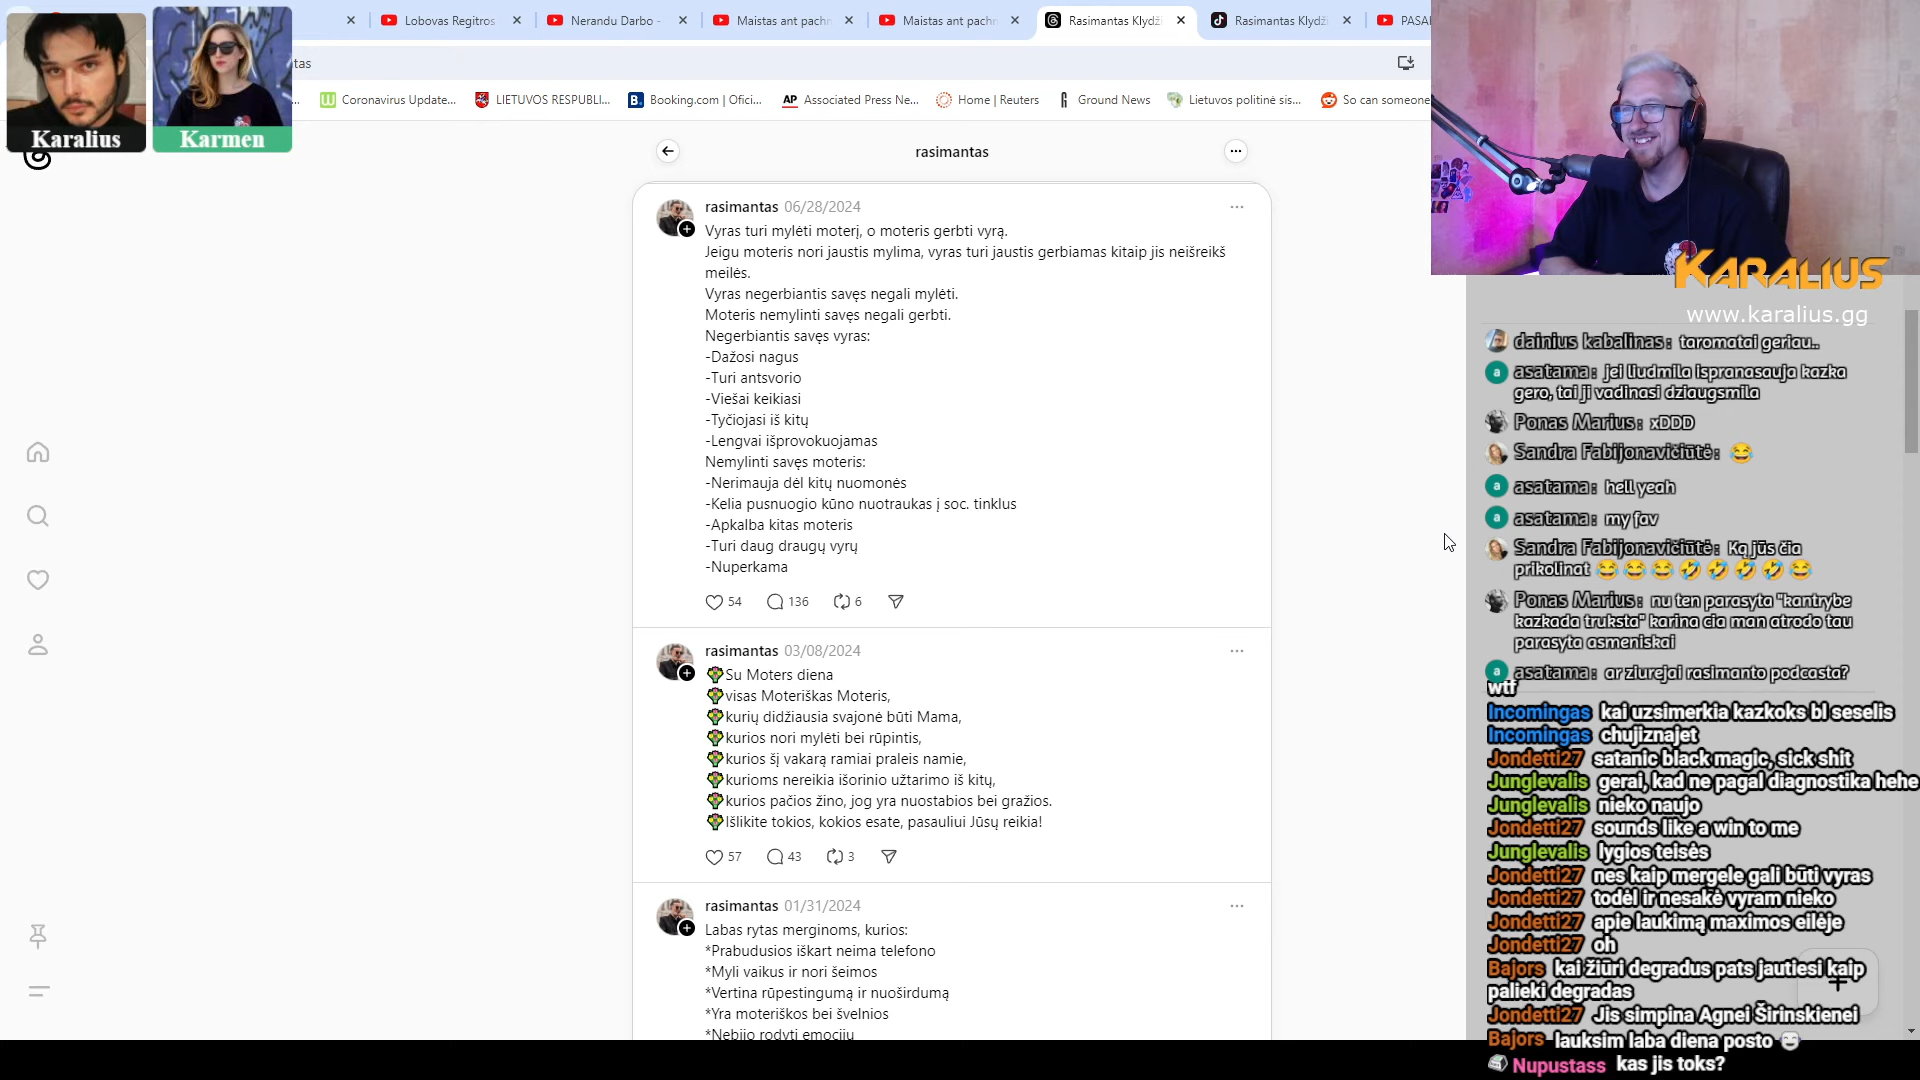 Lobovas Regitros
Nerandu Darbo -
Maistas ant pachm
Maistas ant pachm
Rasimantas Klydži
Rasimantas Klydži
PASAI
tas
Coronavirus Update...
LIETUVOS RESPUBLI...
Booking.com | Ofici...
AP Associated Press Ne...
Home | Reuters
Ground News
Lietuvos politinė sis...
So can someone
Karalius
Karmen
rasimantas
rasimantas 06/28/2024
Vyras turi mylėti moterį, o moteris gerbti vyrą.
Jeigu moteris nori jaustis mylima, vyras turi jaustis gerbiamas kitaip jis neišreikš
meilės.
Vyras negerbiantis savęs negali mylėti.
Moteris nemylinti savęs negali gerbti.
Negerbiantis savęs vyras:
-Dažosi nagus
-Turi antsvorio
-Viešai keikiasi
-Tyčiojasi iš kitų
-Lengvai išprovokuojamas
Nemylinti savęs moteris:
-Nerimauja dėl kitų nuomonės
-Kelia pusnuogio kūno nuotraukas į soc. tinklus
-Apkalba kitas moteris
-Turi daug draugų vyrų
-Nuperkama
54 136 6
rasimantas 03/08/2024
💐Su Moters diena
💐visas Moteriškas Moteris,
💐kurių didžiausia svajonė būti Mama,
💐kurios nori mylėti bei rūpintis,
💐kurios šį vakarą ramiai praleis namie,
💐kurioms nereikia išorinio užtarimo iš kitų,
💐kurios pačios žino, jog yra nuostabios bei gražios.
💐Išlikite tokios, kokios esate, pasauliui Jūsų reikia!
57 43 3
rasimantas 01/31/2024
Labas rytas merginoms, kurios:
*Prabudusios iškart neima telefono
*Myli vaikus ir nori šeimos
*Vertina rūpestingumą ir nuoširdumą
*Yra moteriškos bei švelnios
*Nebijo rodyti emocijų
KARALIUS
www.karalius.gg
dainius kabalinas: taromatai geriau..
asatama: jei liudmila ispranasauja kazka
gero, tai ji vadinasi dziaugsmila
Ponas Marius: xDDD
Sandra Fabijonavičiūtė: 😂
asatama: hell yeah
asatama: my fav
Sandra Fabijonavičiūtė: Ką jūs čia
prikolinat 😂😂😂🤣🤣🤣🤣😂
Ponas Marius: nu ten parasyta "kantrybe
kazkada truksta" karina cia man atrodo tau
parasyta asmeniskai
asatama: ar ziurejai rasimanto podcasta?
wtf
Incomingas kai uzsimerkia kazkoks bl seselis
Incomingas chujiznajet
Jondetti27 satanic black magic, sick shit
Junglevalis gerai, kad ne pagal diagnostika hehe
Junglevalis nieko naujo
Jondetti27 sounds like a win to me
Junglevalis lygios teisės
Jondetti27 nes kaip mergele gali būti vyras
Jondetti27 todėl ir nesakė vyram nieko
Jondetti27 apie laukimą maximos eilėje
Jondetti27 oh
Bajors kai žiūri degradus pats jautiesi kaip
palieki degradas
Jondetti27 Jis simpina Agnei Širinskienei
Bajors lauksim laba diena posto
Nupustass kas jis toks?